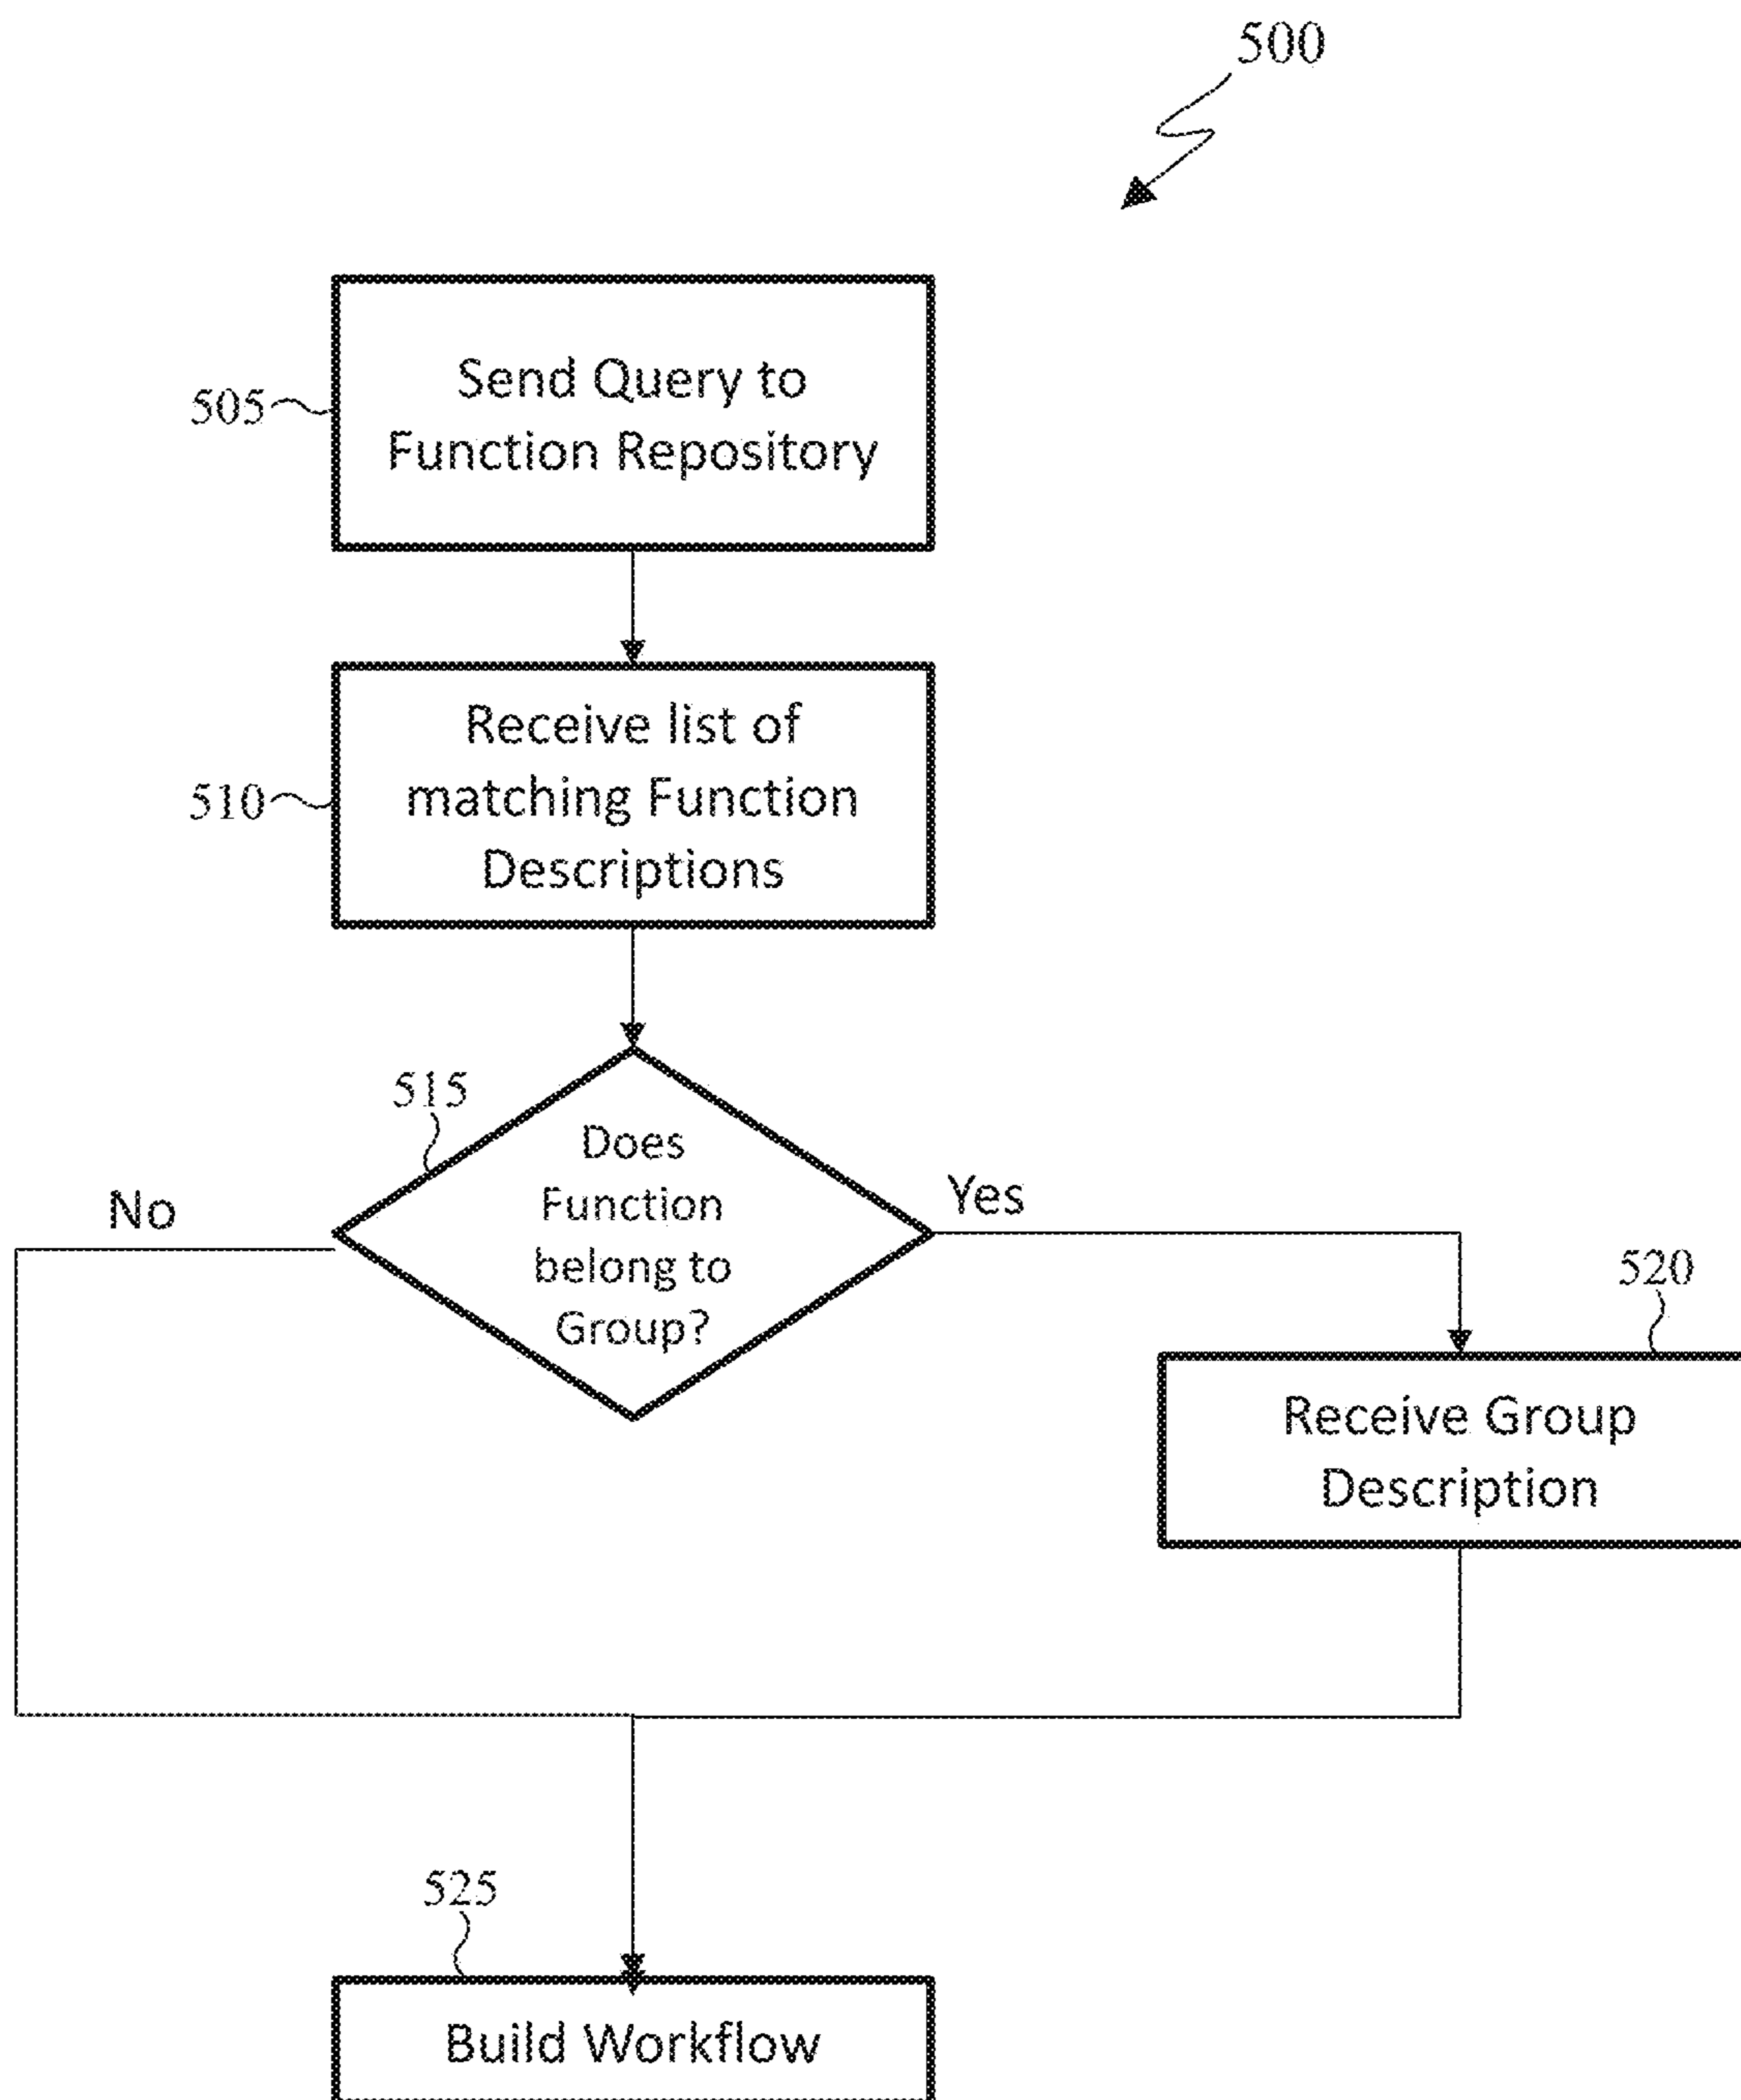 500
505
Send Query to
Function Repository
510
Receive list of
matching Function
Descriptions
515
Does
Function
belong to
Group?
No
Yes
520
Receive Group
Description
525
Build Workflow